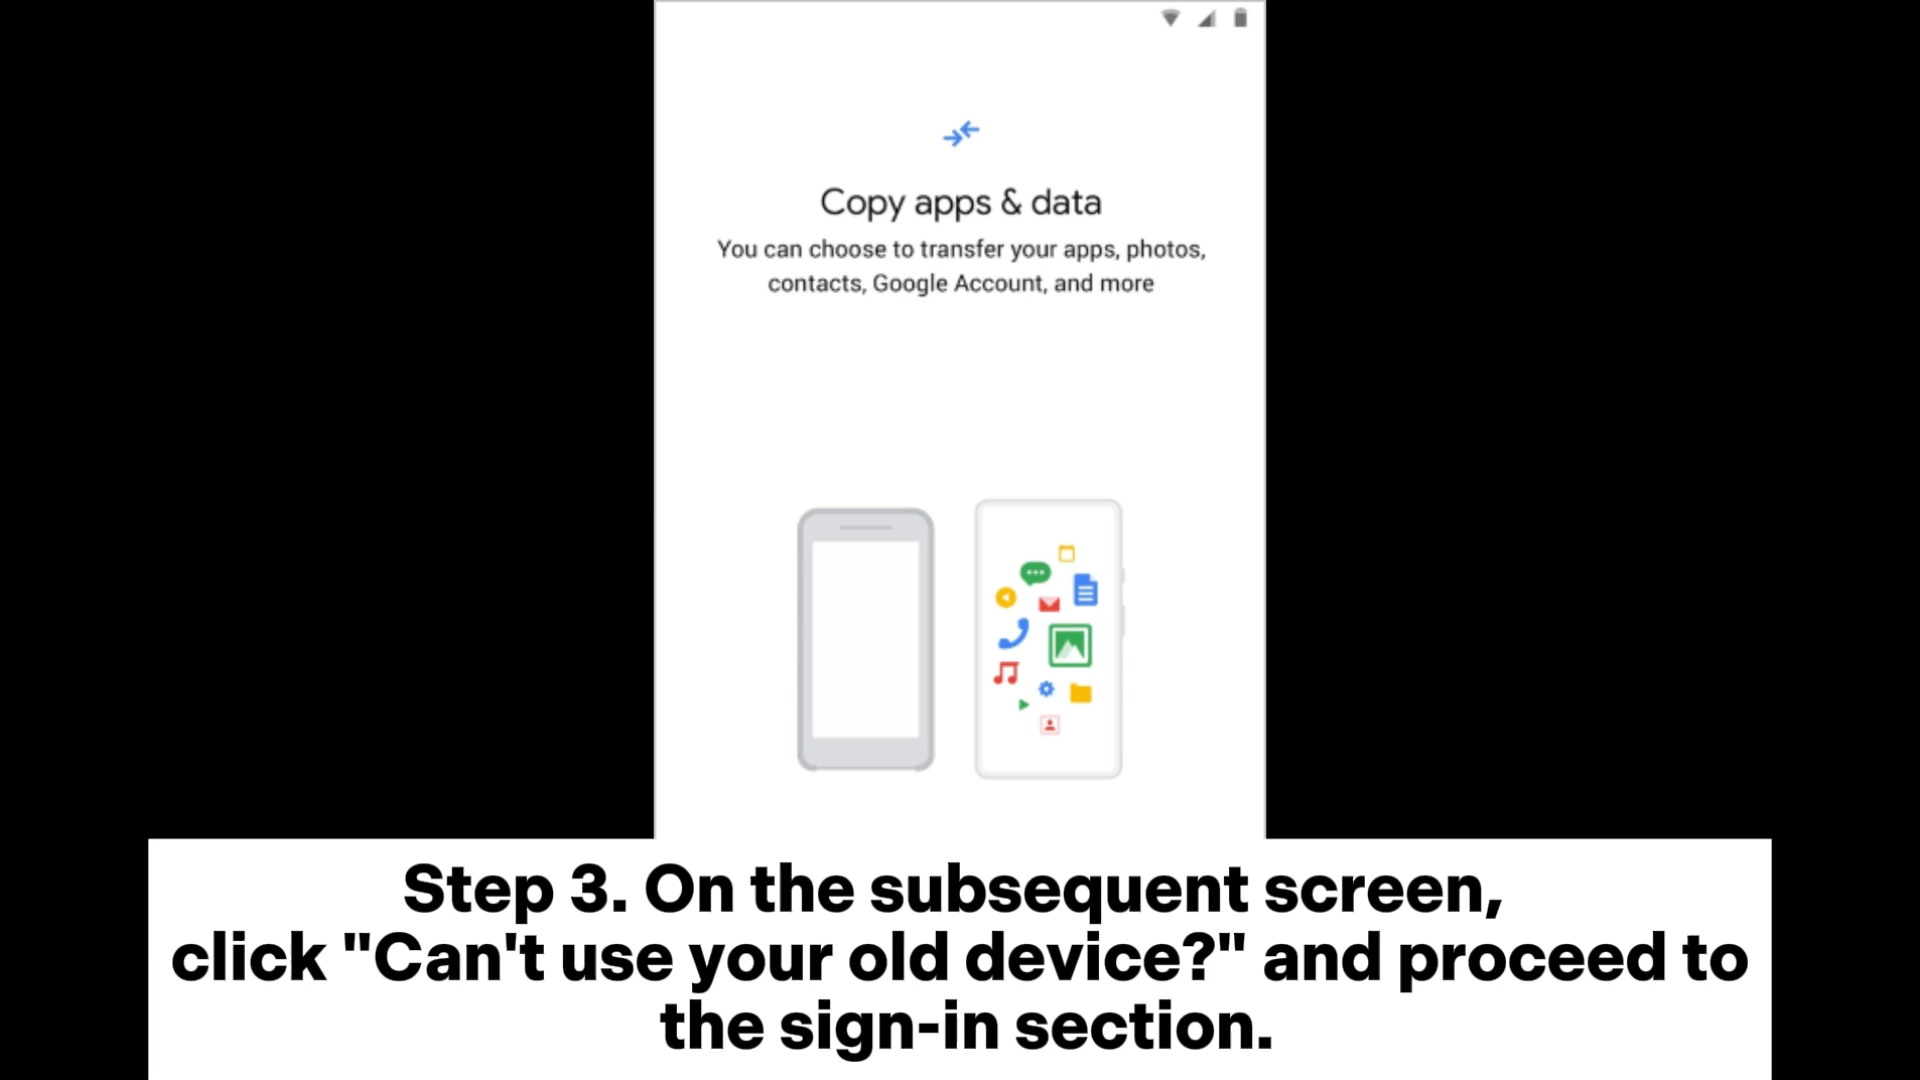 Copy apps & data
You can choose to transfer your apps, photos,
contacts, Google Account, and more
Step 3. On the subsequent screen,
click "Can't use your old device?" and proceed to
the sign-in section.